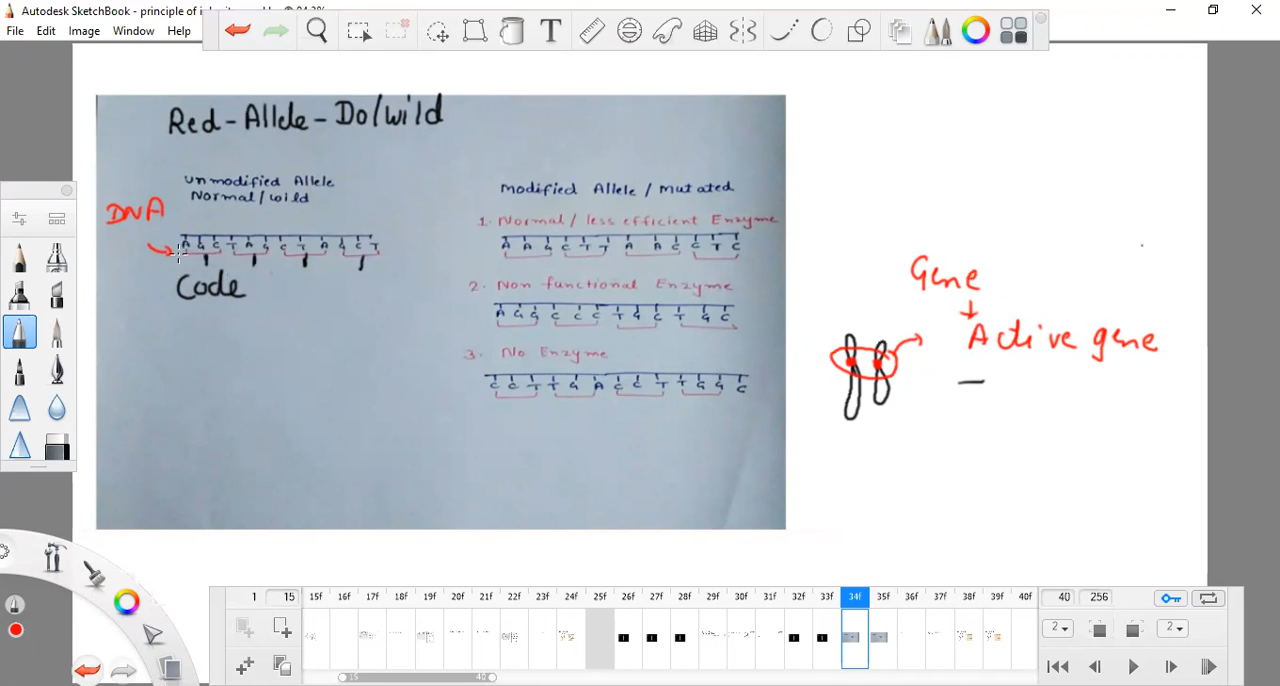 Autodesk SketchBook - principle of
File Edit Image Window Help
Red-Allele-Do/wild
unmodified Allele
Normal/wild
DNA
A G C T A G C T A G C T
Code
Modified Allele / mutated
1. Normal / less efficient Enzyme
A A G C T T A A C C T C
2. Non functional Enzyme
A G G C C C T G C T G C
3. No Enzyme
C C T T G A C C T T G G C
Gene
Active gene
1 15 15f 16f 17f 18f 19f 20f 21f 22f 23f 24f 25f 26f 27f 28f 29f 30f 31f 32f 33f 34f 35f 36f 37f 38f 39f 40f 40 256
2 2
15 40